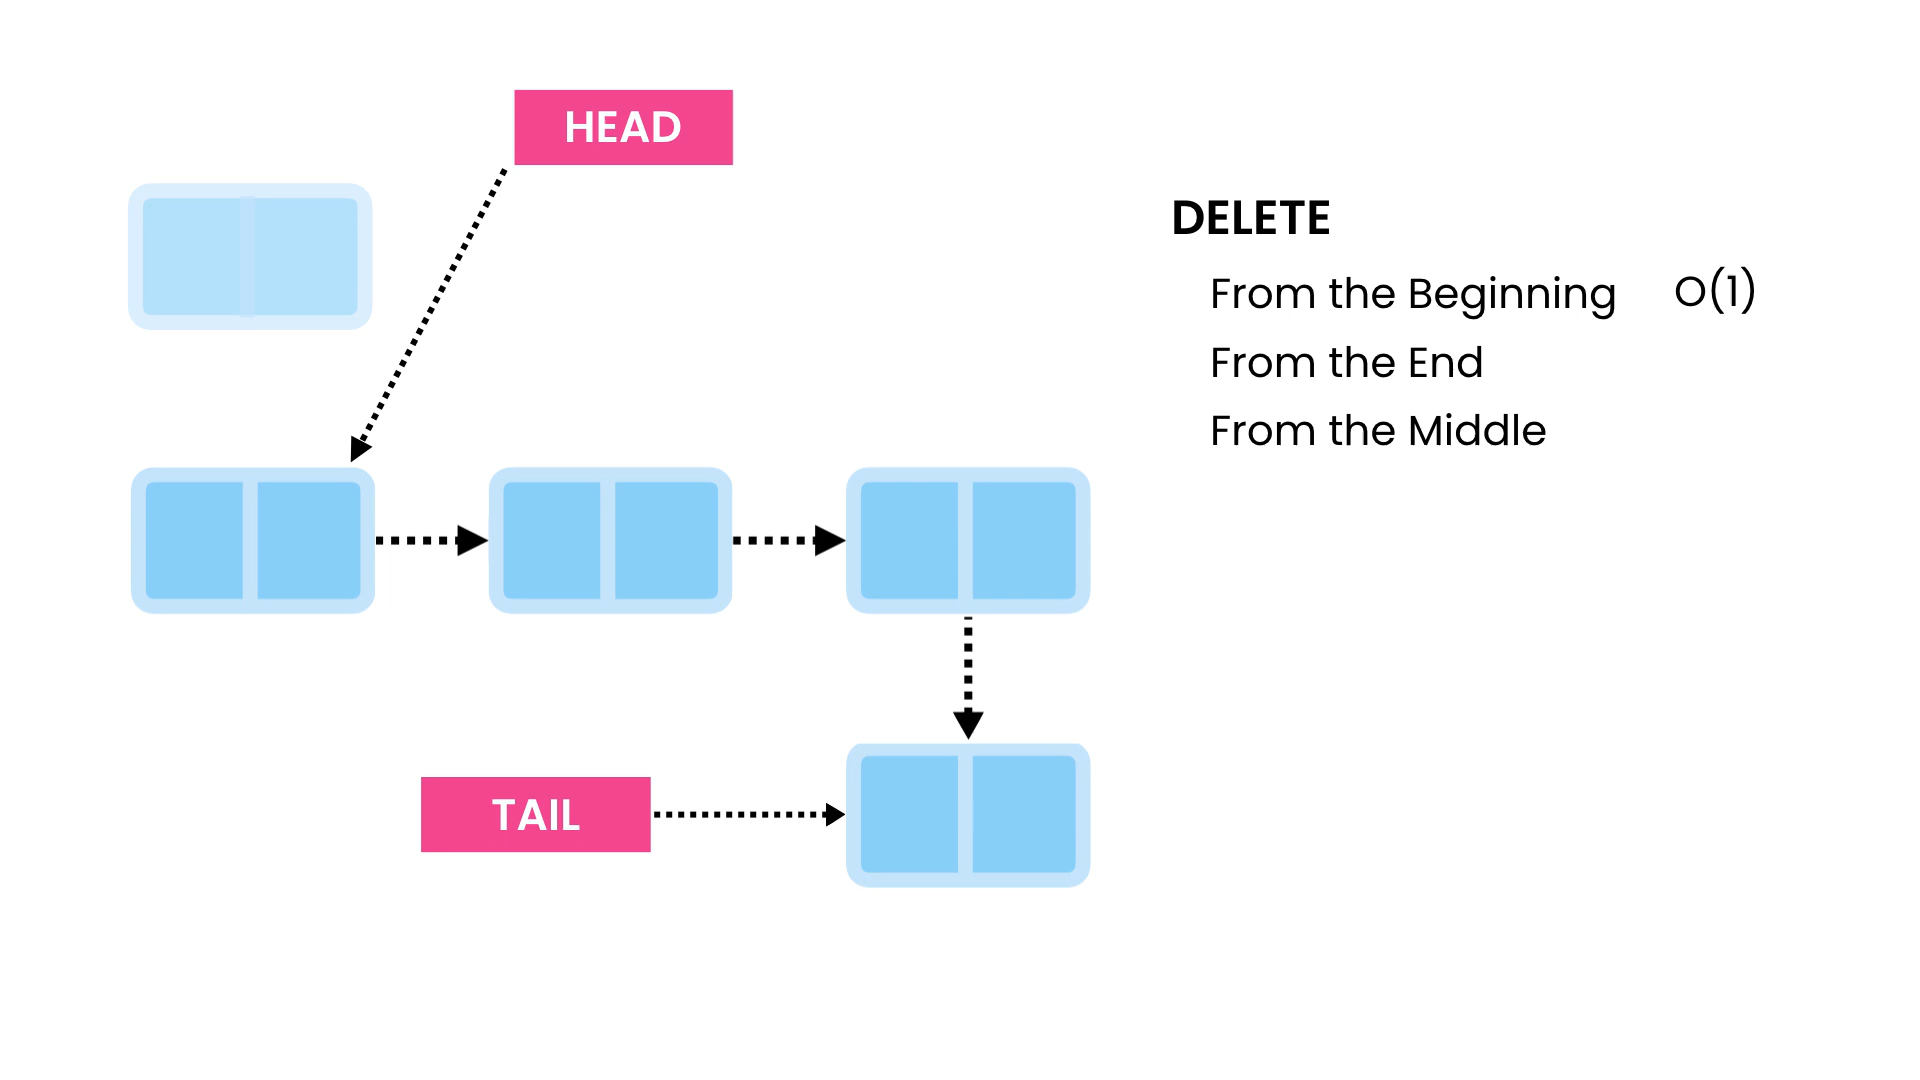 HEAD
DELETE
From the Beginning O(1)
From the End
From the Middle
TAIL